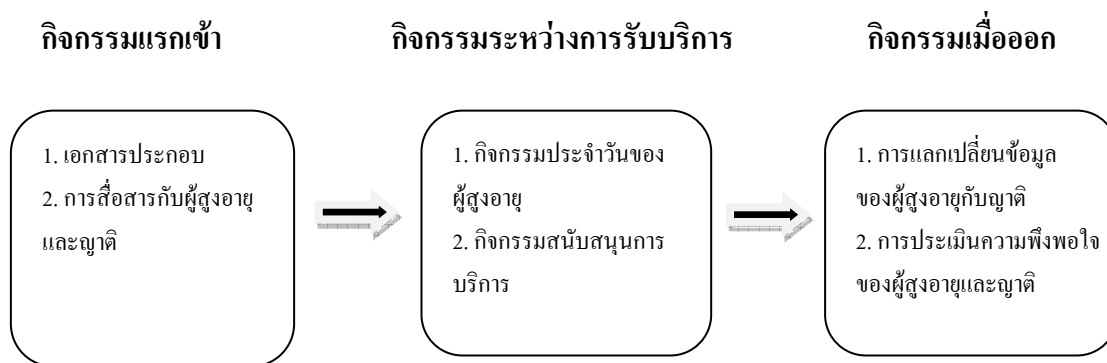 กิจกรรมแรกเข้า
กิจกรรมระหว่างการรับบริการ
กิจกรรมเมื่อออก
1. เอกสารประกอบ
2. การสื่อสารกับผู้สูงอายุ
และญาติ
1. กิจกรรมประจำวันของ
ผู้สูงอายุ
2. กิจกรรมสนับสนุนการ
บริการ
1. การแลกเปลี่ยนข้อมูล
ของผู้สูงอายุกับญาติ
2. การประเมินความพึงพอใจ
ของผู้สูงอายุและญาติ